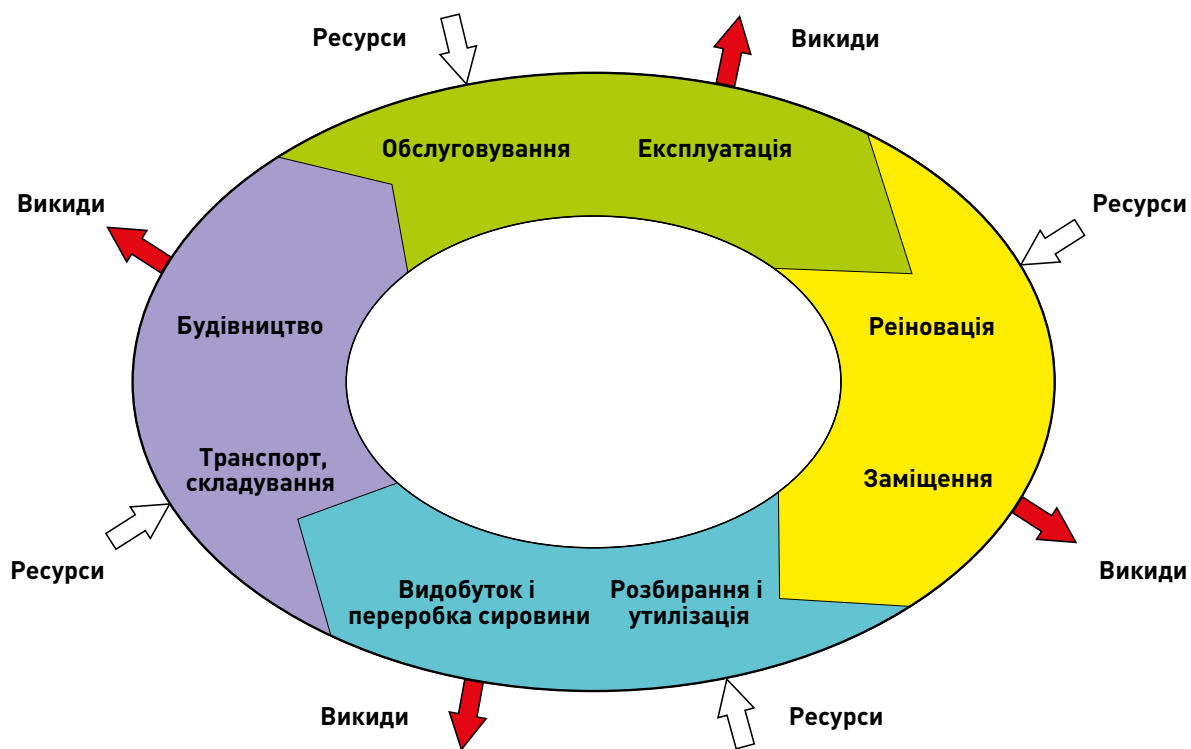 Ресурси
Викиди
Обслуговування
Експлуатація
Викиди
Ресурси
Будівництво
Реіновація
Транспорт,
складування
Заміщення
Ресурси
Викиди
Видобуток і
переробка сировини
Розбирання і
утилізація
Викиди
Ресурси